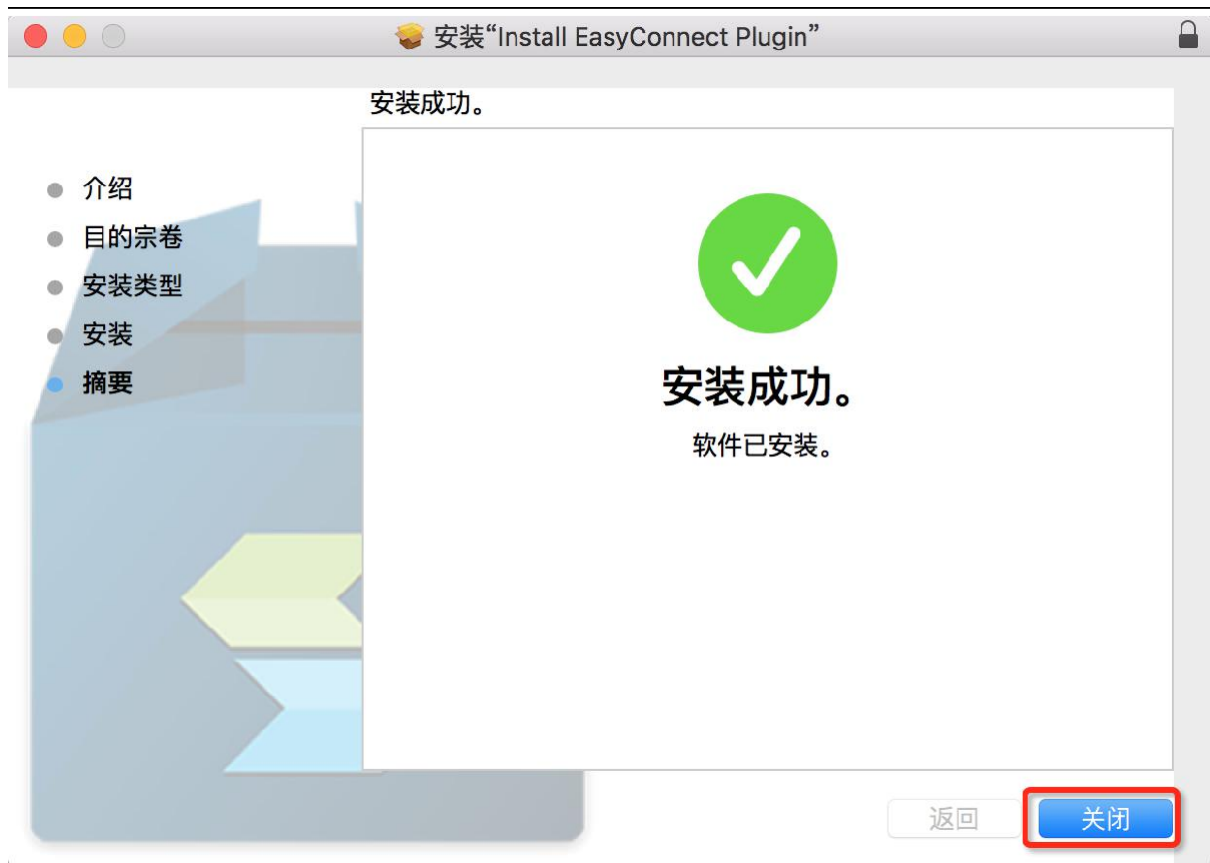 安装“Install EasyConnect Plugin”
安装成功。
介绍
目的宗卷
安装类型
安装
摘要
安装成功。
软件已安装。
返回
关闭